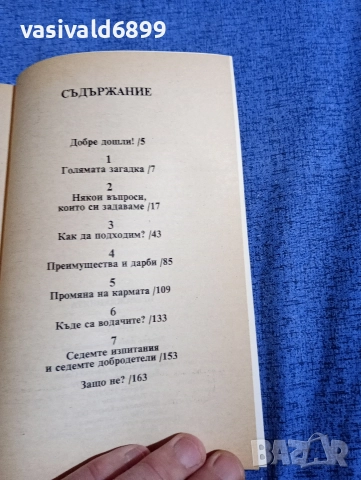 vasivald6899
СЪДЪРЖАНИЕ
Добре дошли! /5
1
Голямата загадка /7
2
Някои въпроси,
които си задаваме /17
3
Как да подходим? /43
4
Преимущества и дарби /85
5
Промяна на кармата /109
6
Къде са водачите? /133
7
Седемте изпитания
и седемте добродетели /153
Защо не? /163
BAZAR